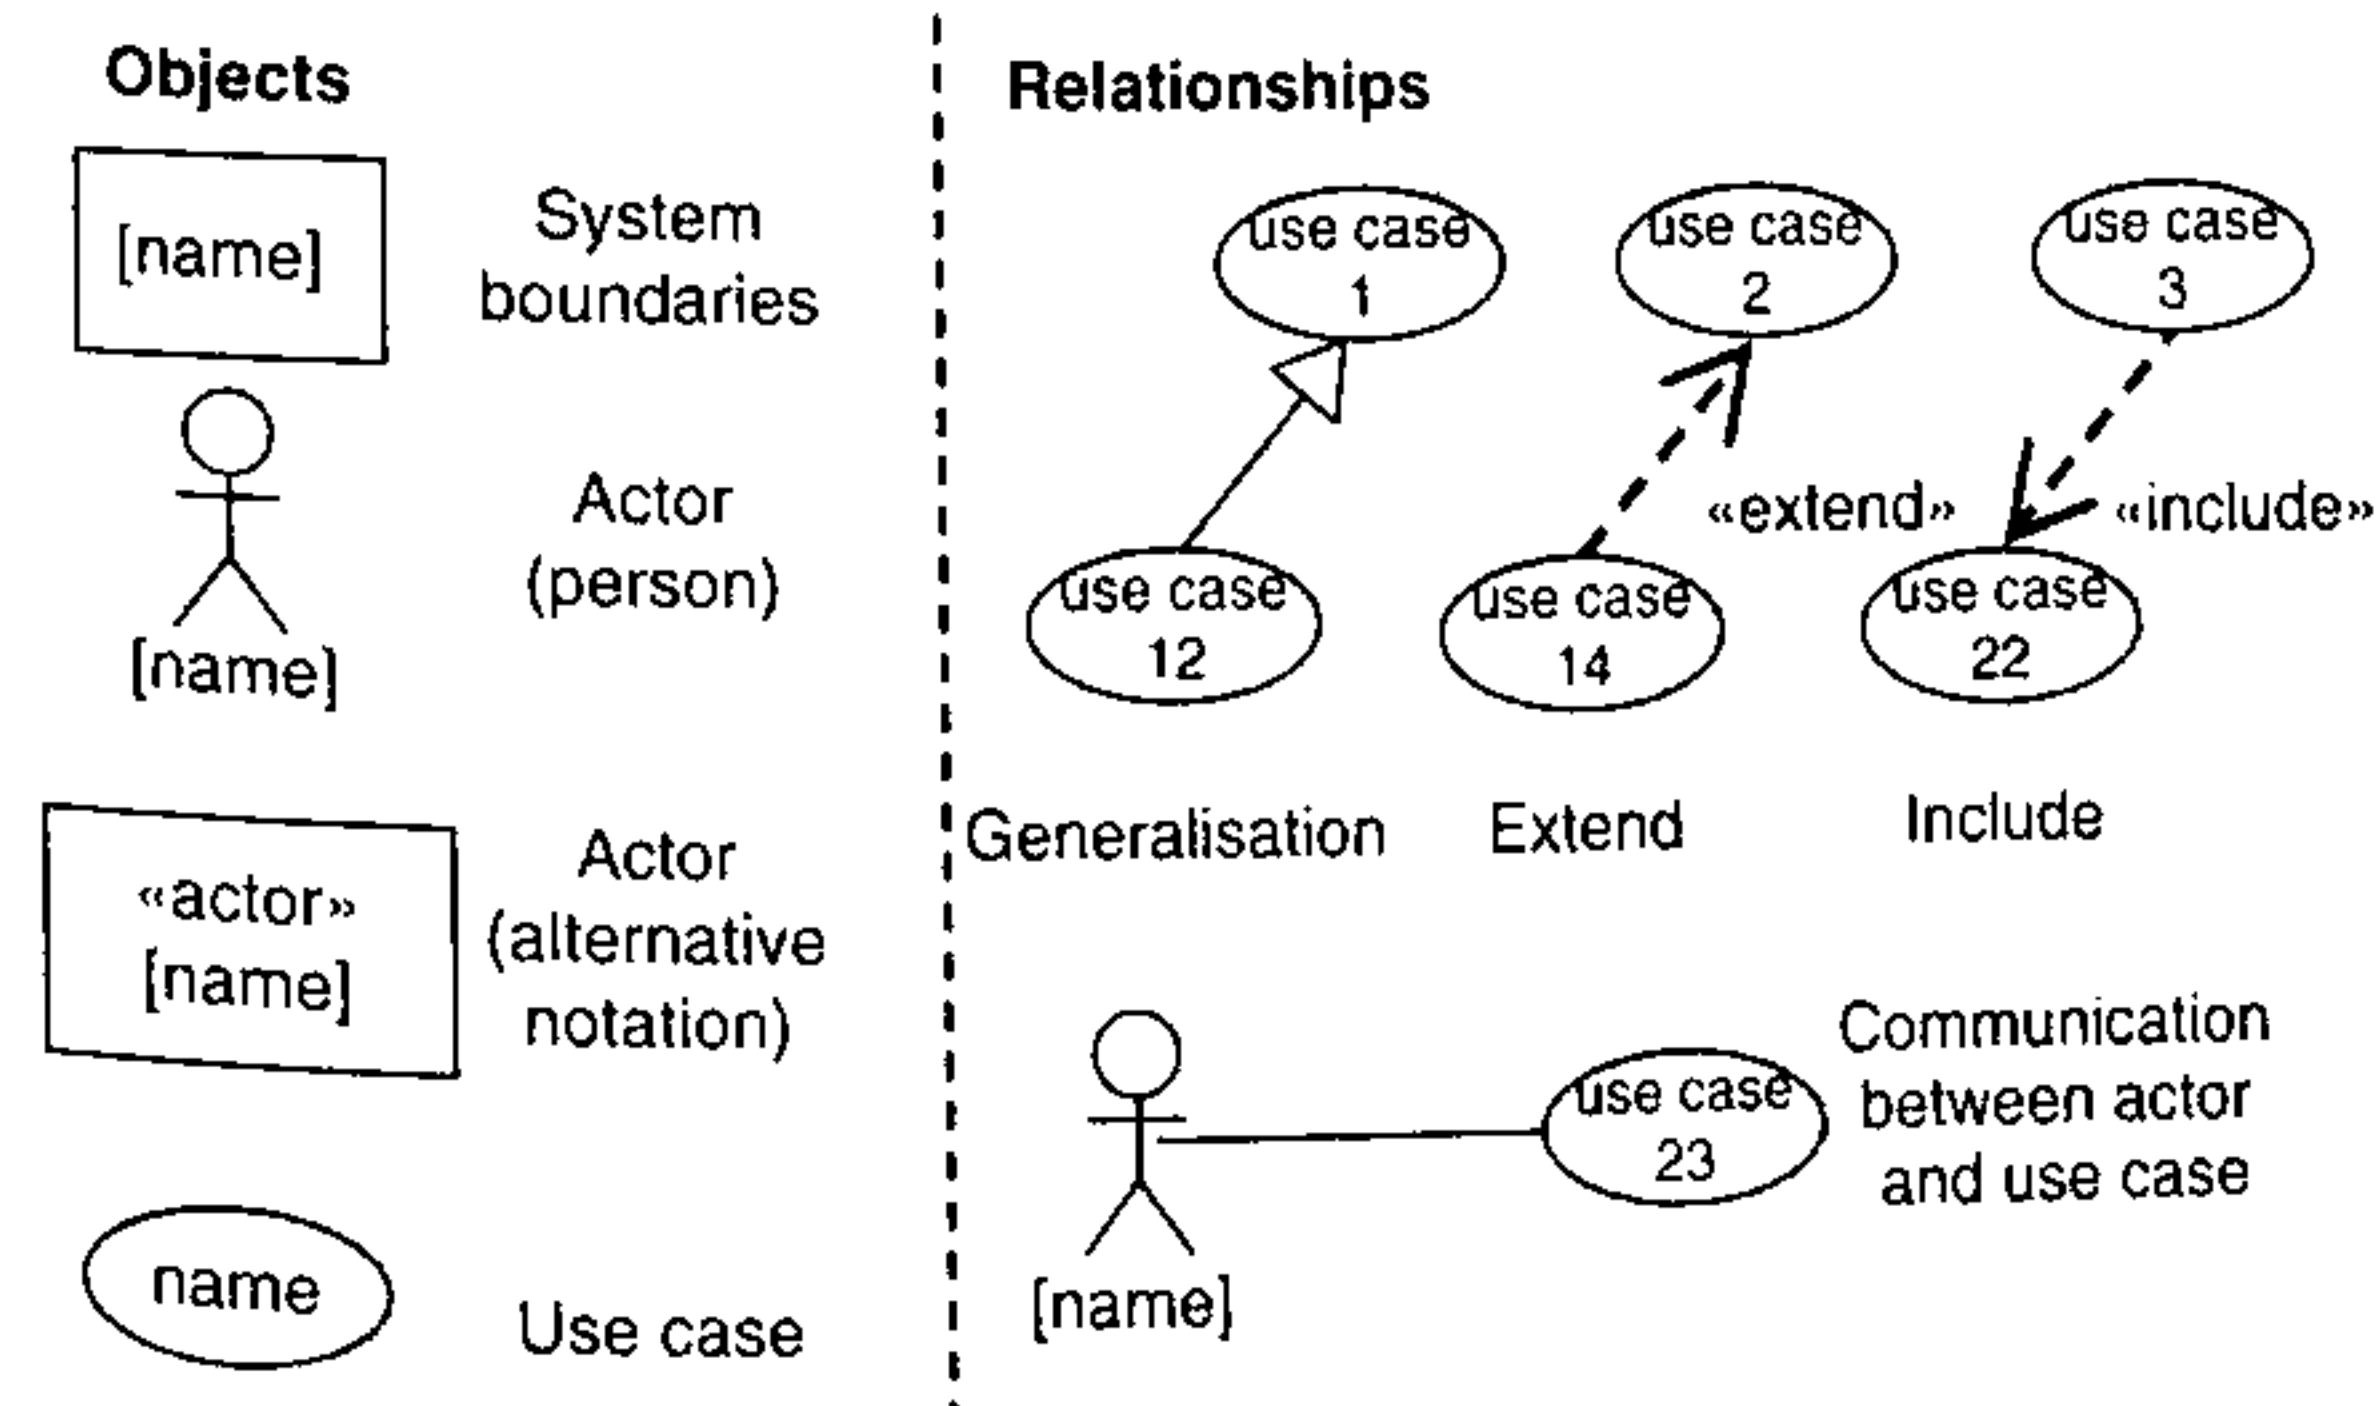 Objects
[name]
System
boundaries
Actor
(person)
[name]
«actor»
[name]
Actor
(alternative
notation)
name
Use case
Relationships
use case
1
use case
2
use case
3
«extend»
«include»
use case
12
use case
14
use case
22
Generalisation
Extend
Include
use case
23
Communication
between actor
and use case
[name]